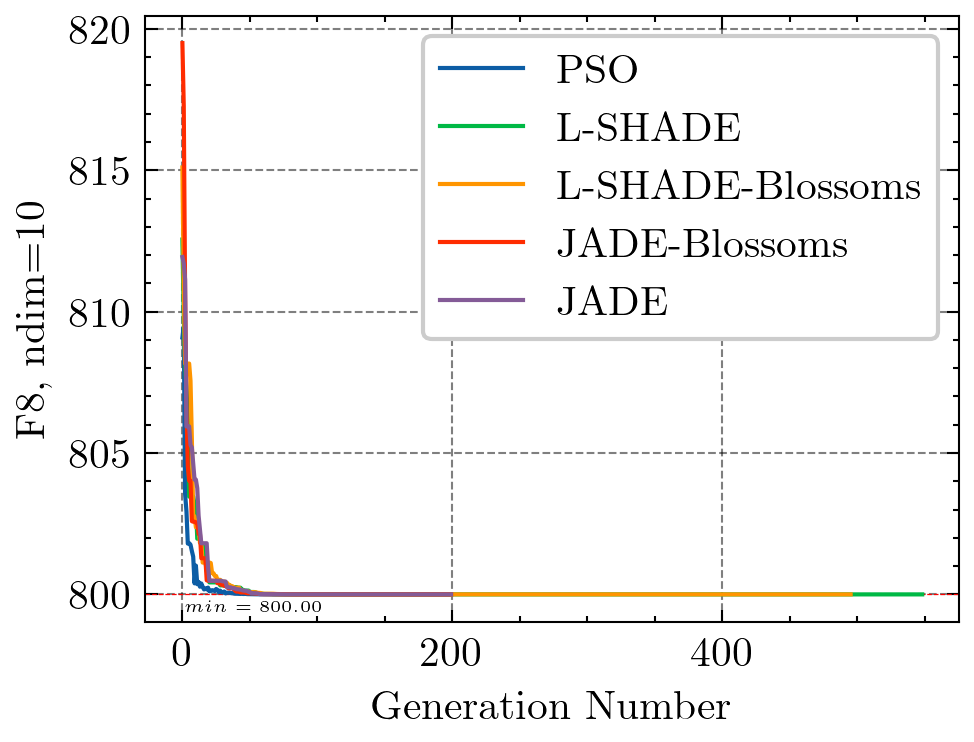 F8, ndim=10
820
815
810
805
800
PSO
L-SHADE
L-SHADE-Blossoms
JADE-Blossoms
JADE
min = 800.00
0
200
400
Generation Number